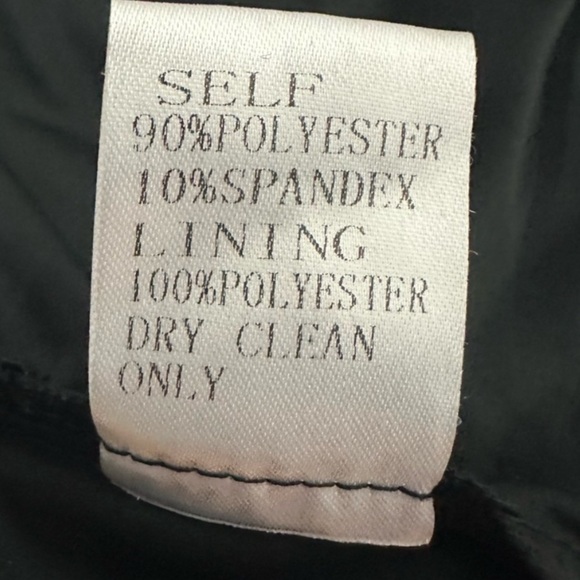 SELF
90%POLYESTER
10%SPANDEX
LINING
100%POLYESTER
DRY CLEAN
ONLY